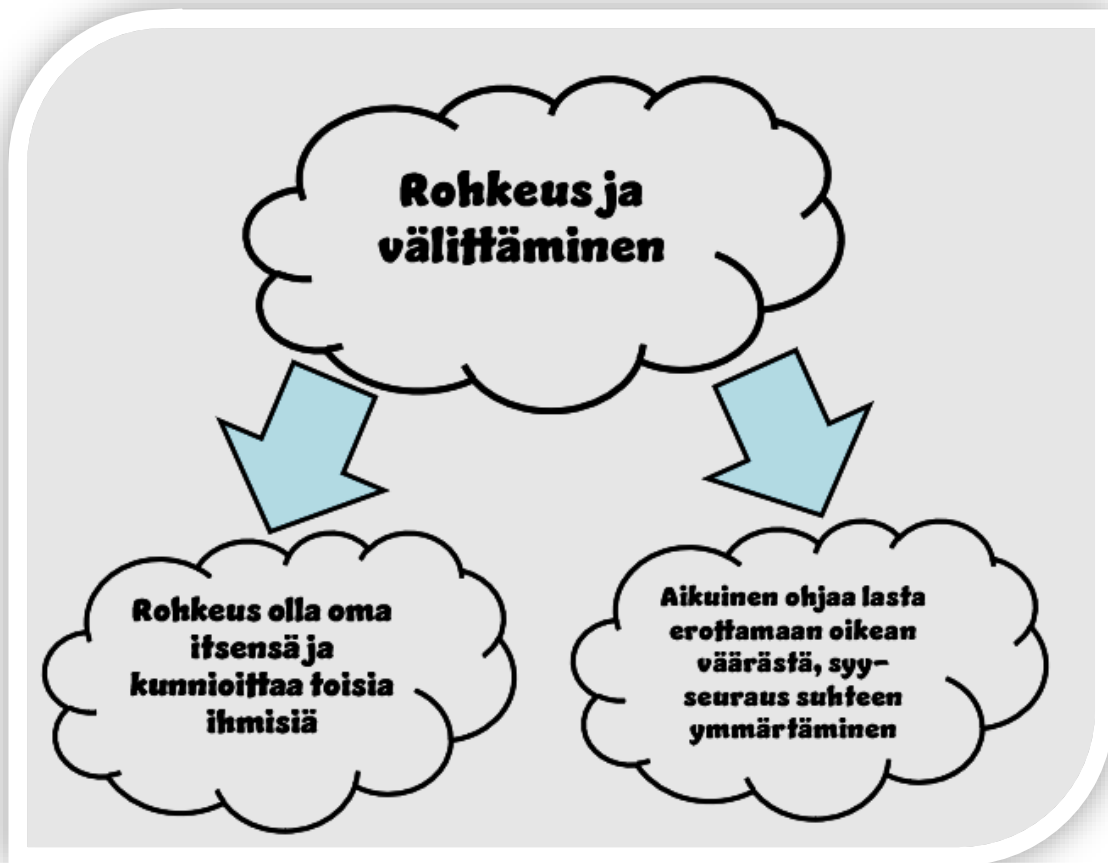 Rohkeus ja
välittäminen
Rohkeus olla oma
itsensä ja
kunnioittaa toisia
ihmisiä
Aikuinen ohjaa lasta
erottamaan oikean
väärästä, syy-
seuraus suhteen
ymmärtäminen